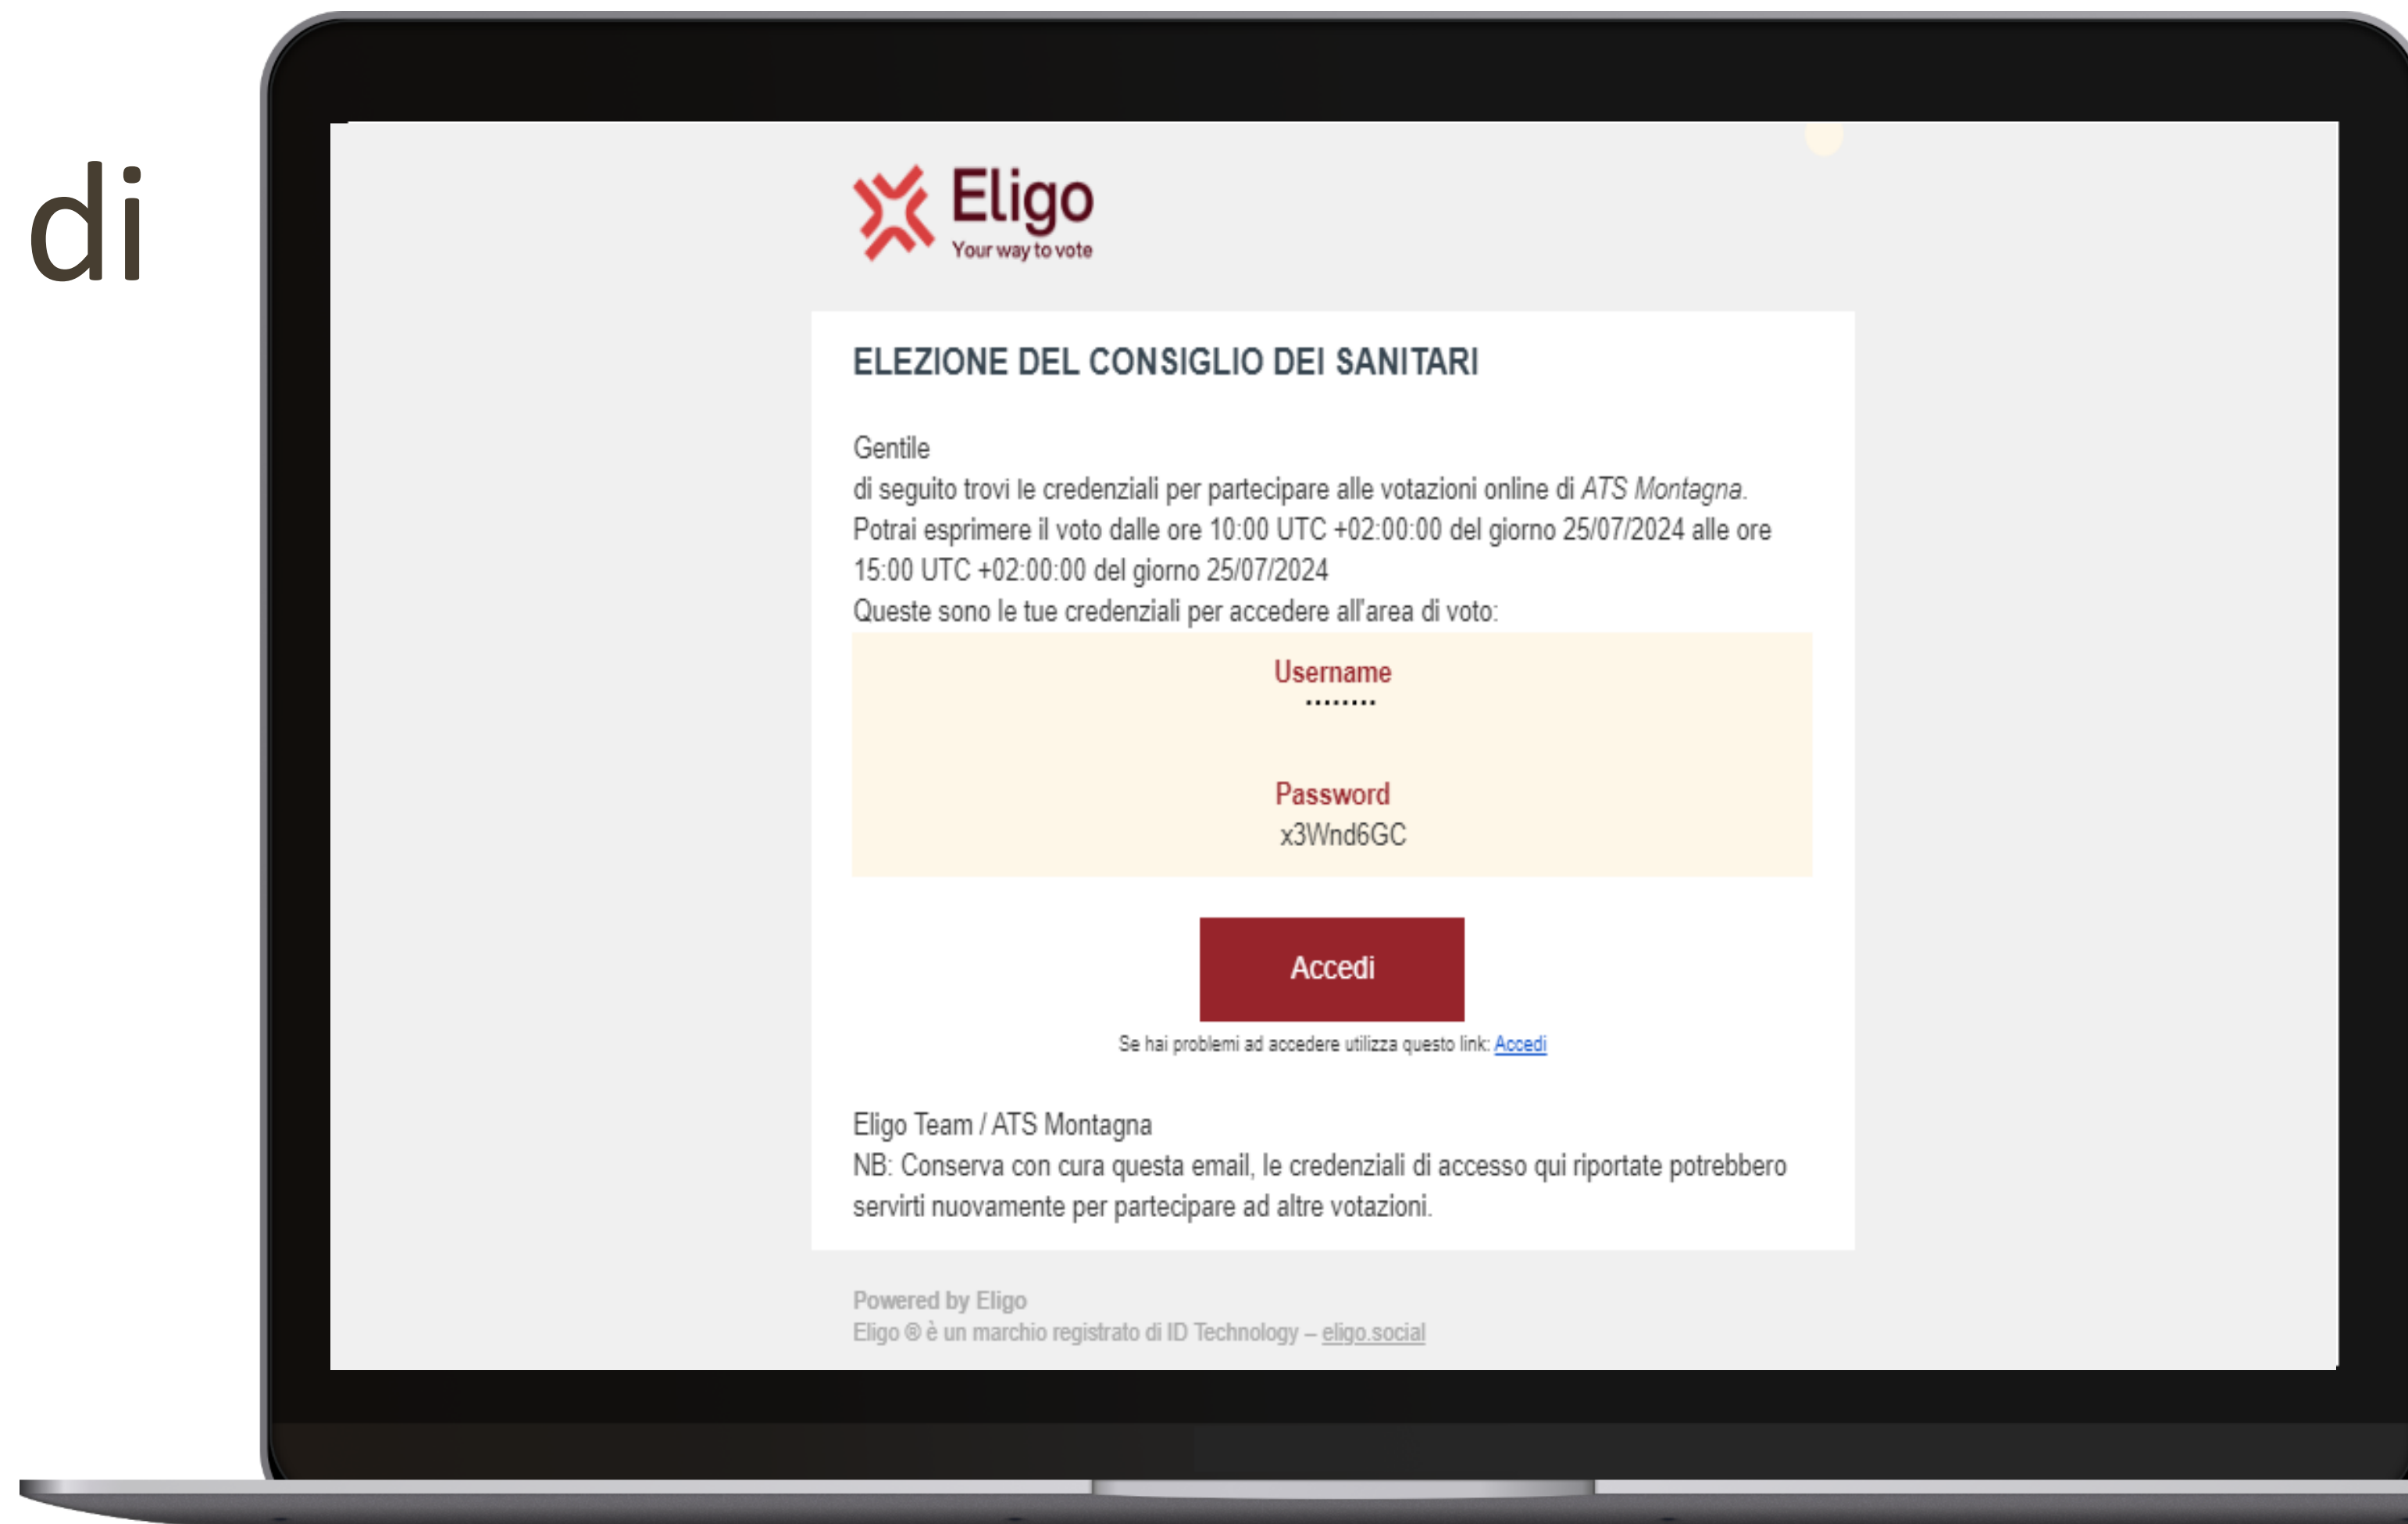 di
Eligo
Your way to vote
ELEZIONE DEL CONSIGLIO DEI SANITARI
Gentile
di seguito trovi le credenziali per partecipare alle votazioni online di ATS Montagna.
Potrai esprimere il voto dalle ore 10:00 UTC +02:00:00 del giorno 25/07/2024 alle ore
15:00 UTC +02:00:00 del giorno 25/07/2024
Queste sono le tue credenziali per accedere all'area di voto:
Username
........
Password
x3Wnd6GC
Accedi
Se hai problemi ad accedere utilizza questo link: Accedi
Eligo Team / ATS Montagna
NB: Conserva con cura questa email, le credenziali di accesso qui riportate potrebbero
servirti nuovamente per partecipare ad altre votazioni.
Powered by Eligo
Eligo ® è un marchio registrato di ID Technology – eligo.social